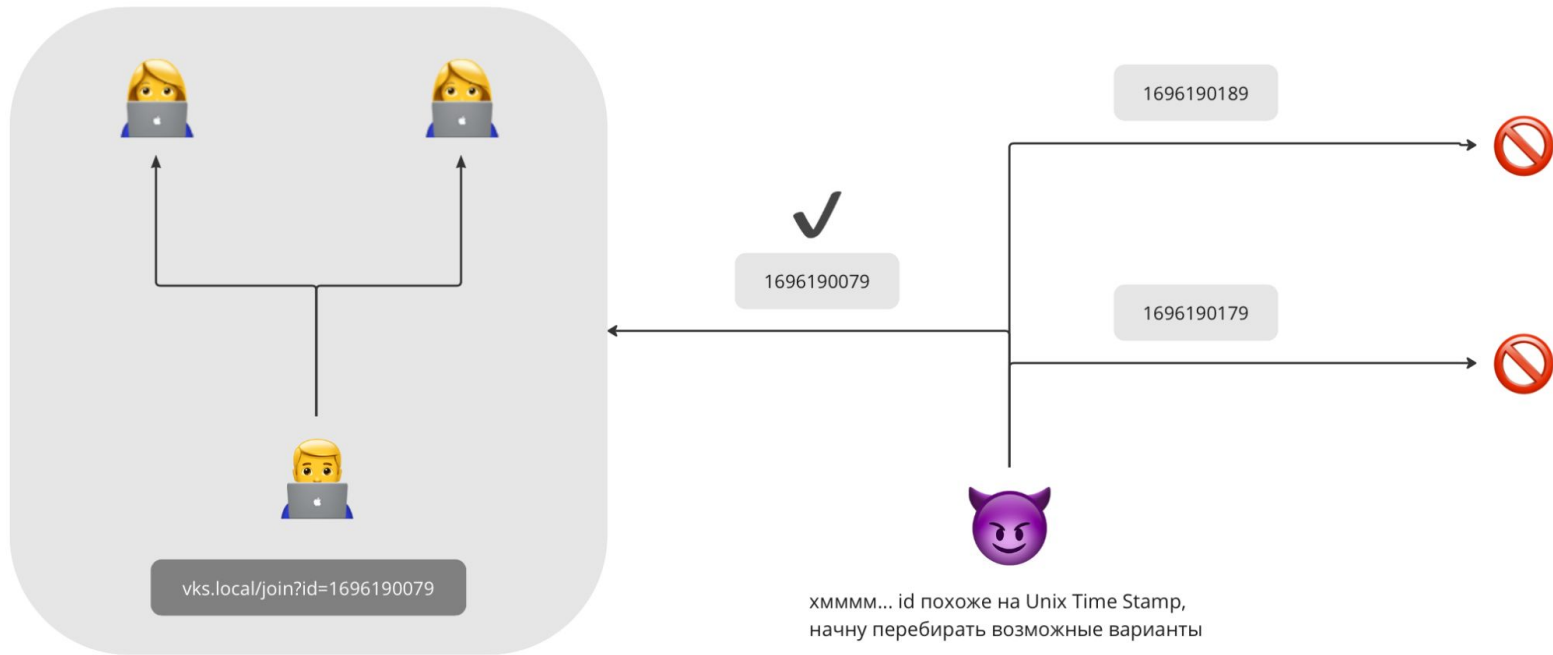 1696190189
1696190079
1696190179
vks.local/join?id=1696190079
хмммм... id похоже на Unix Time Stamp,
начну перебирать возможные варианты